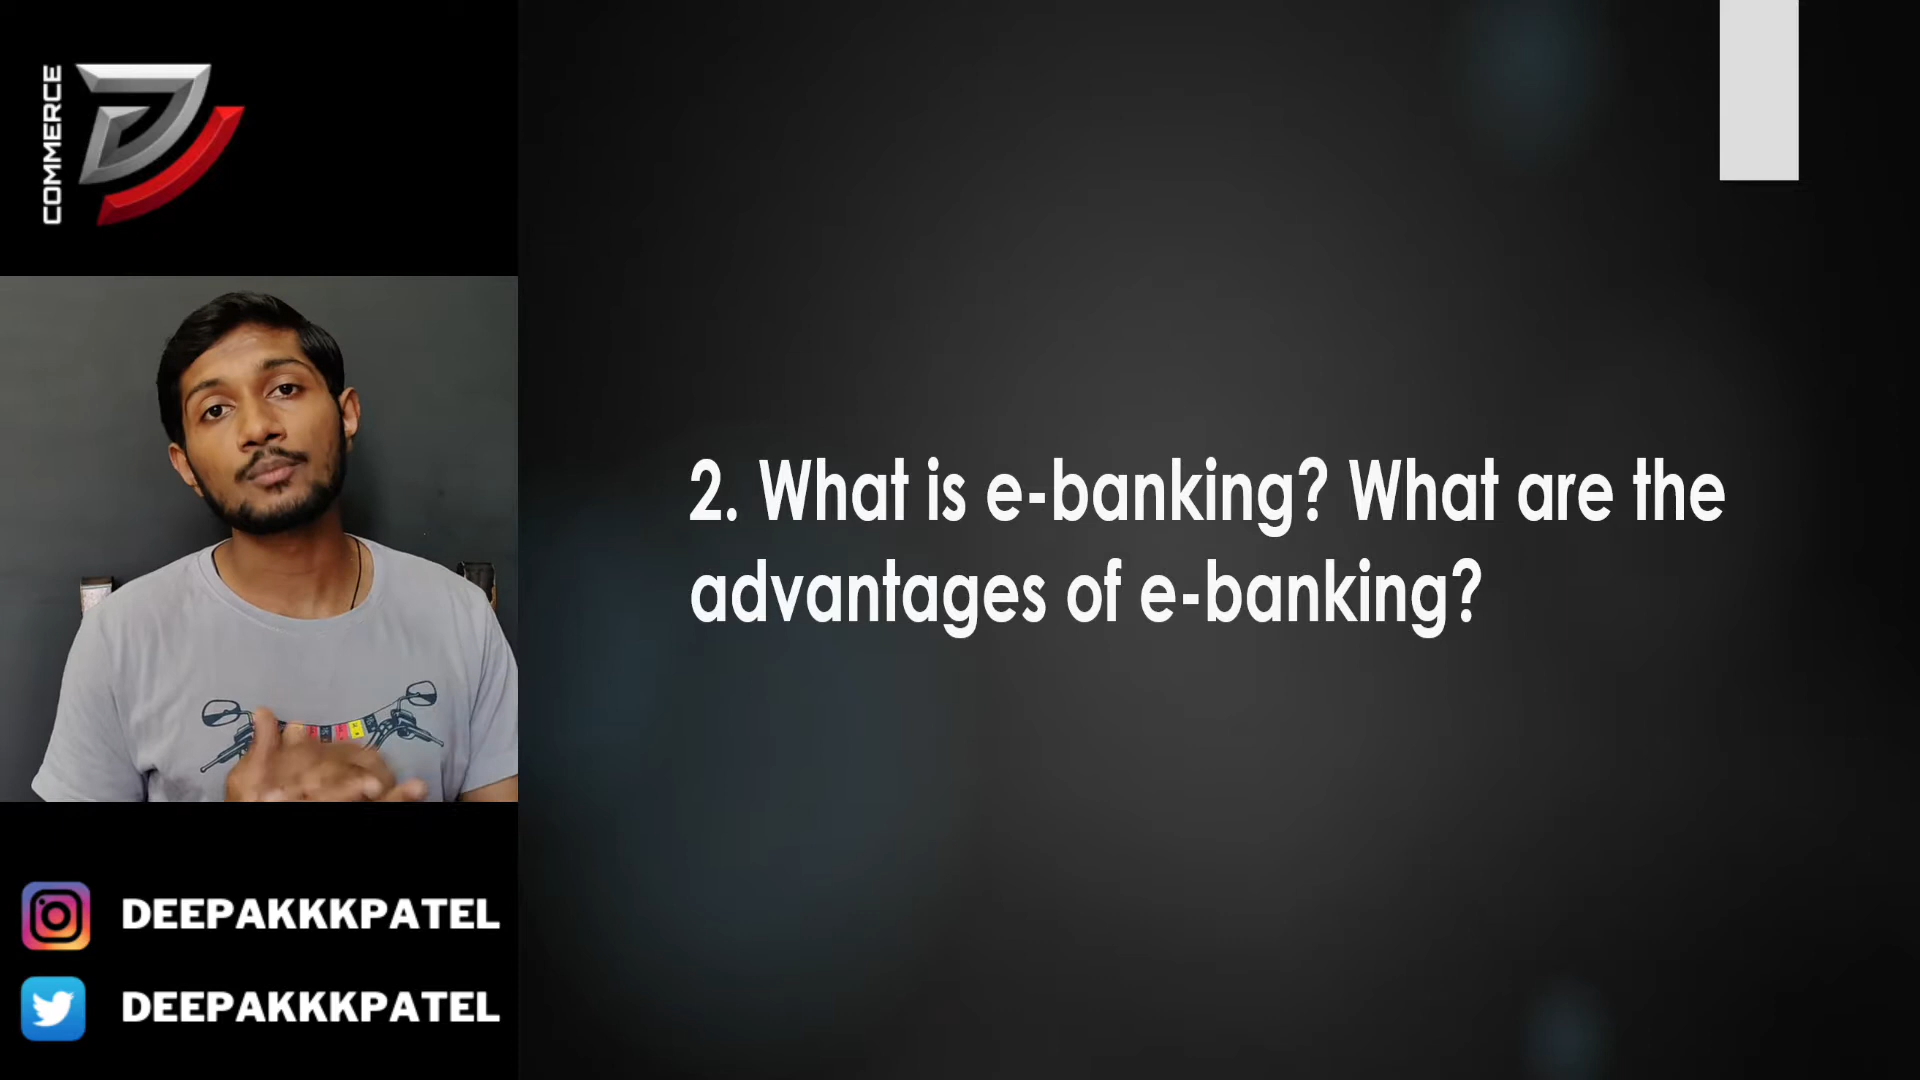 COMMERCE
2. What is e-banking? What are the
advantages of e-banking?
DEEPAKKKPATEL
DEEPAKKKPATEL